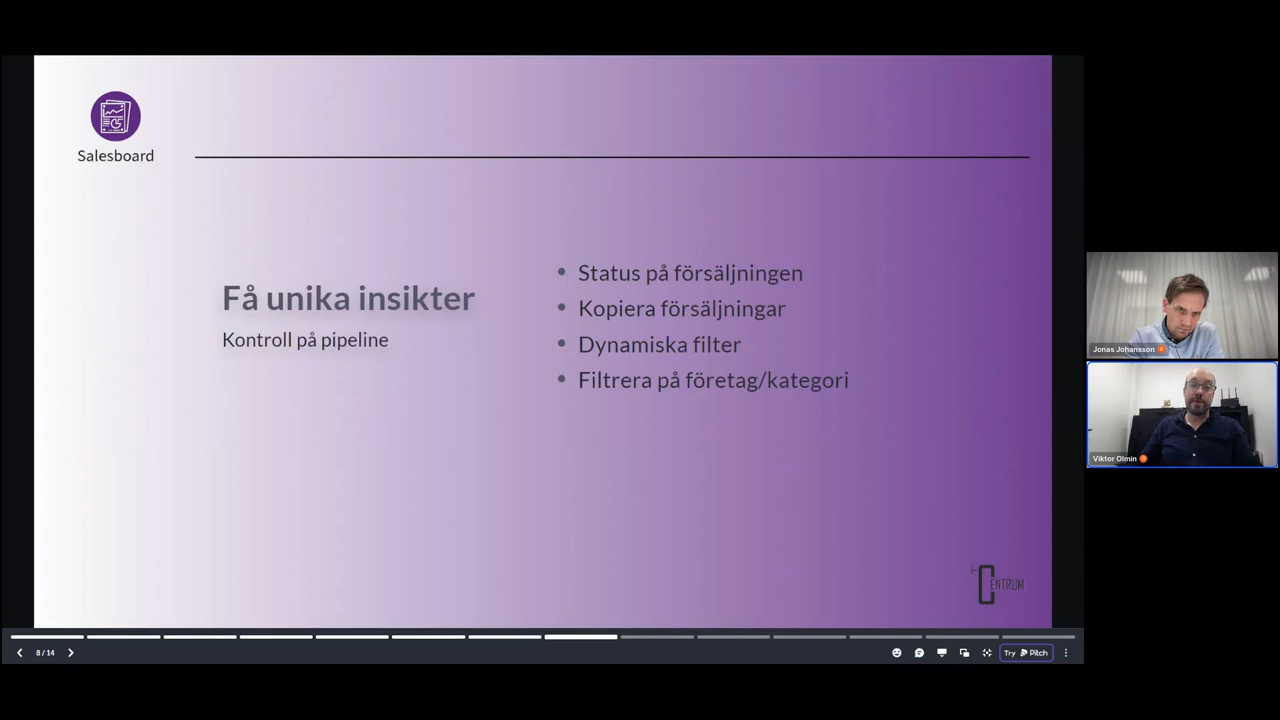 Salesboard
Få unika insikter
Kontroll på pipeline
• Status på försäljningen
• Kopiera försäljningar
• Dynamiska filter
• Filtrera på företag/kategori
i-CENTRUM
Jonas Johansson
Viktor Olmin
8 / 14
Try Pitch